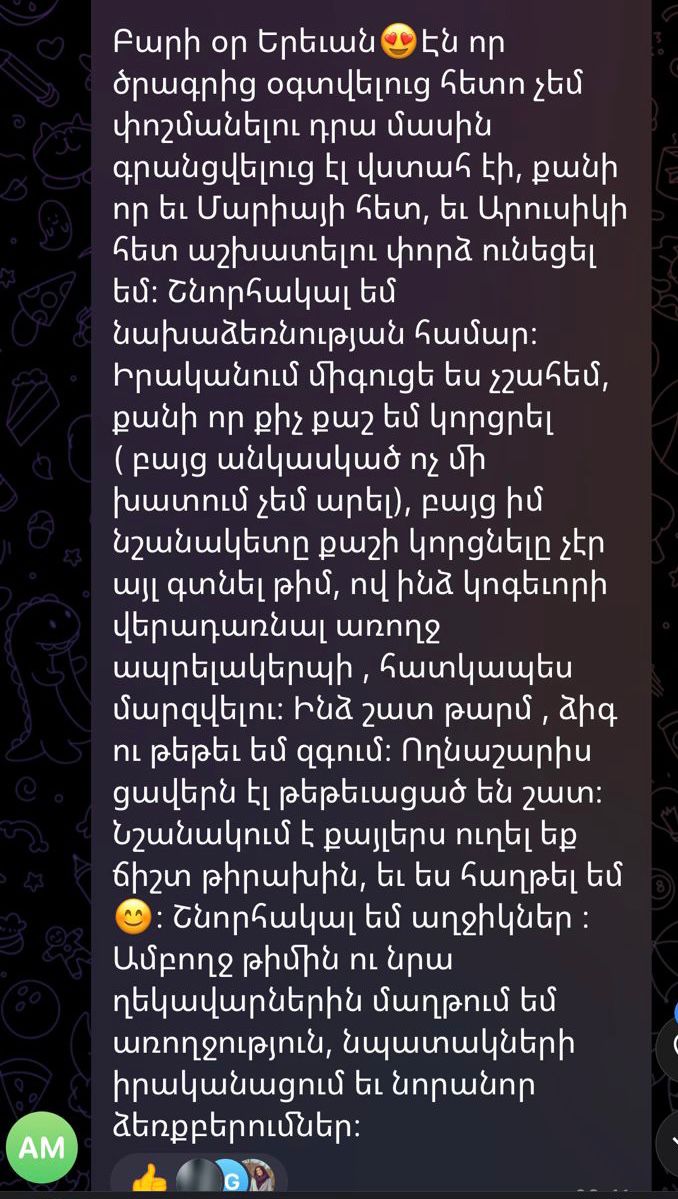 Բարի օր Երեւան😍Էն որ
ծրագրից օգտվելուց հետո չեմ
փոշմանելու դրա մասին
գրանցվելուց էլ վստահ էի, քանի
որ եւ Մարիայի հետ, եւ Արուսիկի
հետ աշխատելու փորձ ունեցել
եմ: Շնորհակալ եմ
նախաձեռնության համար:
Իրականում միգուցե ես չշահեմ,
քանի որ քիչ քաշ եմ կորցրել
( բայց անկասկած ոչ մի
խատում չեմ արել), բայց իմ
նշանակետը քաշի կորցնելը չէր
այլ գտնել թիմ, ով ինձ կոգեւորի
վերադառնալ առողջ
ապրելակերպի , հատկապես
մարզվելու: Ինձ շատ թարմ , ձիգ
ու թեթեւ եմ զգում: Ողնաշարիս
ցավերն էլ թեթեւացած են շատ:
Նշանակում է քայլերս ուղել եք
ճիշտ թիրախին, եւ ես հաղթել եմ
😊: Շնորհակալ եմ աղջիկներ :
Ամբողջ թիմին ու նրա
ղեկավարներին մաղթում եմ
առողջություն, նպատակների
իրականացում եւ նորանոր
ձեռքբերումներ:
AM
👍 G